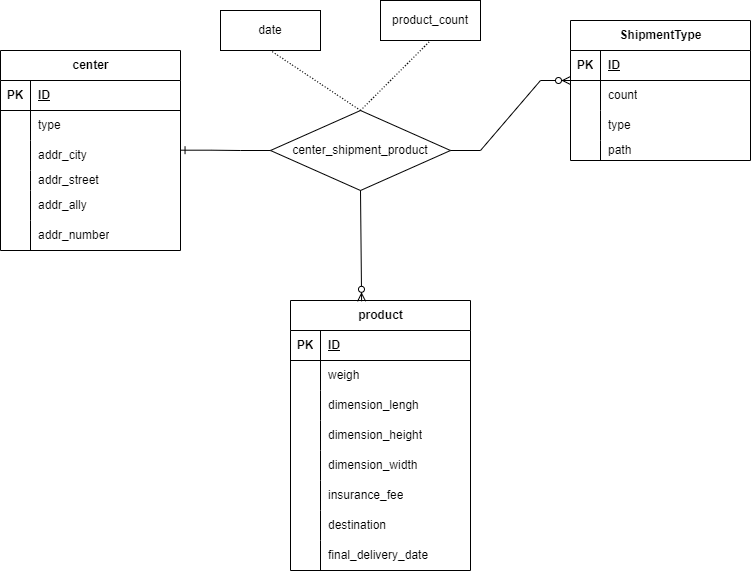 date
product_count
center
PK ID
type
addr_city
addr_street
addr_ally
addr_number
center_shipment_product
ShipmentType
PK ID
count
type
path
product
PK ID
weigh
dimension_lengh
dimension_height
dimension_width
insurance_fee
destination
final_delivery_date